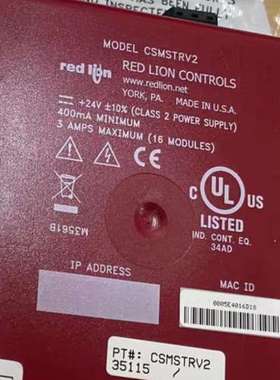 MODEL CSMSTRV2
red lion
RED LION CONTROLS
redlion.net
YORK, PA. MADE IN U.S.A.
+24V ±10% (CLASS 2 POWER SUPPLY)
400mA MINIMUM
3 AMPS MAXIMUM (16 MODULES)
M3561B
C UL US
LISTED
IND. CONT. EQ.
34AD
IP ADDRESS
MAC ID
0005E4016D18
PT#: CSMSTRV2
35115